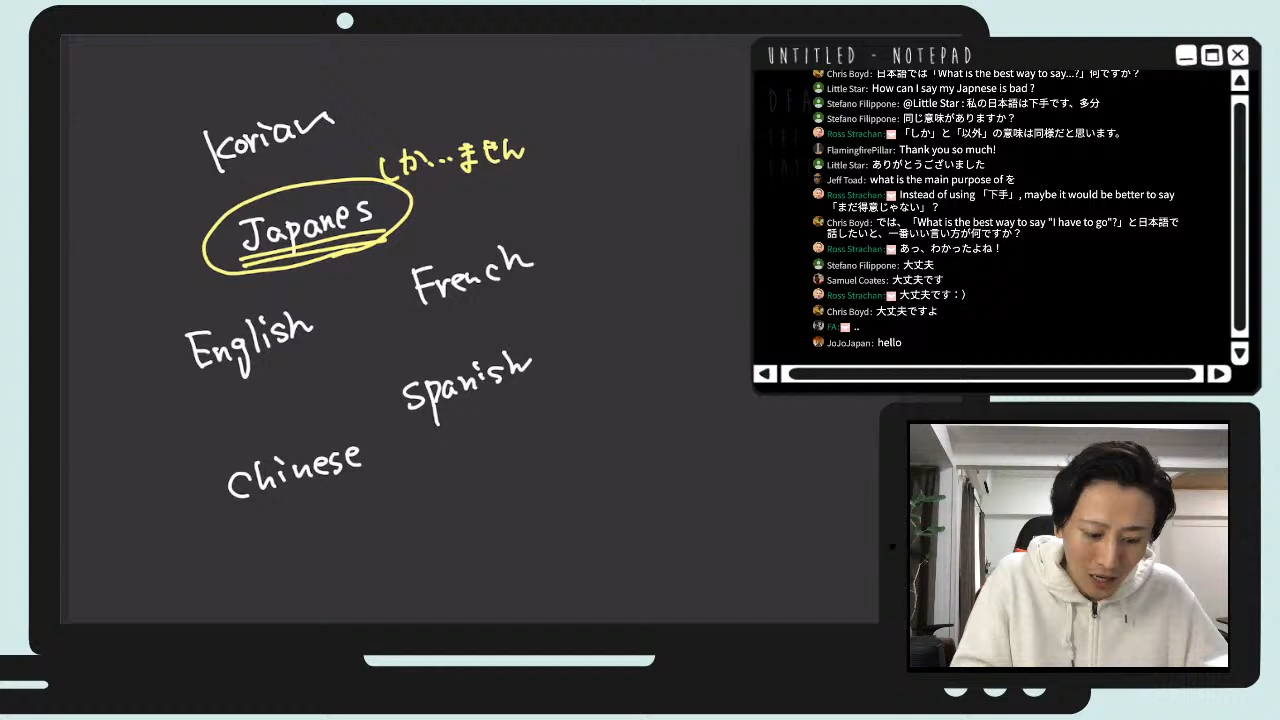 korian
しか…ません
Japanes
French
English
Spanish
Chinese
UNTITLED - NOTEPAD
Chris Boyd: 日本語では「What is the best way to say...?」何ですか？
Little Star: How can I say my Japnese is bad ?
Stefano Filippone: @Little Star : 私の日本語は下手です、多分
Stefano Filippone: 同じ意味がありますか？
Ross Strachan: 「しか」と「以外」の意味は同様だと思います。
FlamingfirePillar: Thank you so much!
Little Star: ありがとうございました
Jeff Toad: what is the main purpose of を
Ross Strachan: Instead of using 「下手」, maybe it would be better to say
「まだ得意じゃない」？
Chris Boyd: では、「What is the best way to say "I have to go"?」と日本語で
話したいと、一番いい言い方が何ですか？
Ross Strachan: あっ、わかったよね！
Stefano Filippone: 大丈夫
Samuel Coates: 大丈夫です
Ross Strachan: 大丈夫です：）
Chris Boyd: 大丈夫ですよ
FA: ..
JoJoJapan: hello